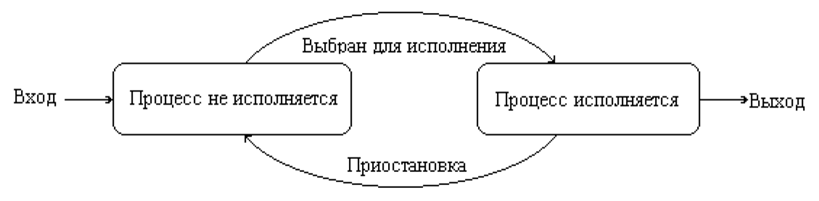 Выбран для исполнения
Вход
Процесс не исполняется
Процесс исполняется
Выход
Приостановка